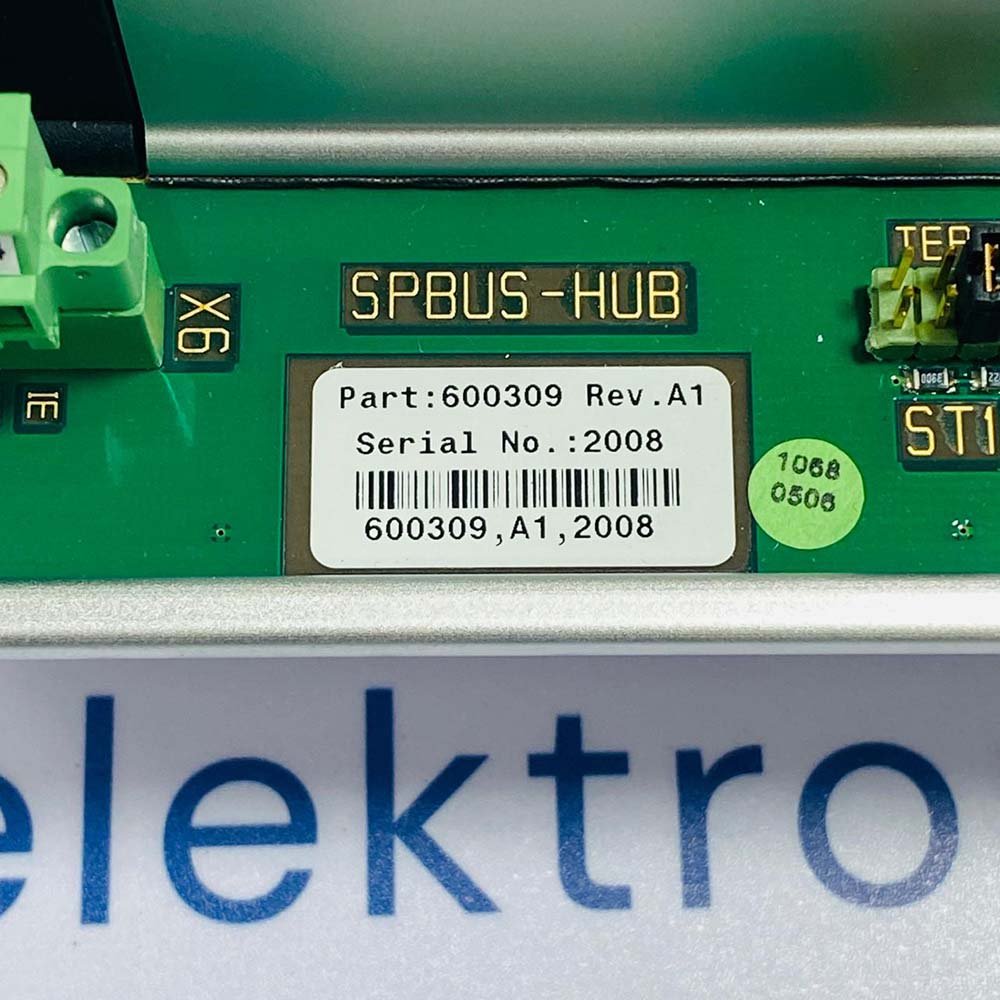 SPBUS-HUB
X6
Part:600309 Rev.A1
Serial No.:2008
600309,A1,2008
1068
0506
ST1
elektro